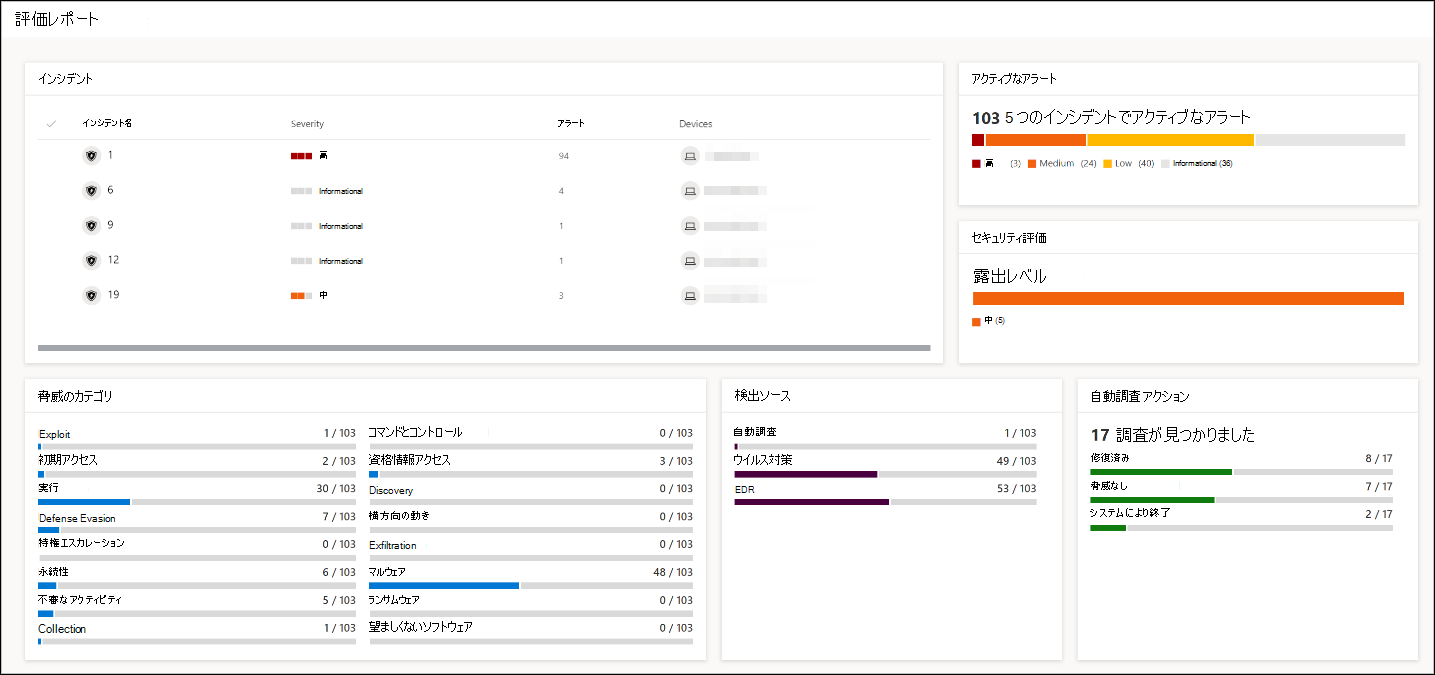 評価レポート
インシデント
インシデント名 Severity アラート Devices
1 高 94
6 Informational 4
9 Informational 1
12 Informational 1
19 中 3
アクティブなアラート
103 5 つのインシデントでアクティブなアラート
高 (3) Medium (24) Low (40) Informational (36)
セキュリティ評価
露出レベル
中 (5)
脅威のカテゴリ
Exploit 1 / 103
初期アクセス 2 / 103
実行 30 / 103
Defense Evasion 7 / 103
特権エスカレーション 0 / 103
永続性 6 / 103
不審なアクティビティ 5 / 103
Collection 1 / 103
コマンドとコントロール 0 / 103
資格情報アクセス 3 / 103
Discovery 0 / 103
横方向の動き 0 / 103
Exfiltration 0 / 103
マルウェア 48 / 103
ランサムウェア 0 / 103
望ましくないソフトウェア 0 / 103
検出ソース
自動調査 1 / 103
ウイルス対策 49 / 103
EDR 53 / 103
自動調査アクション
17 調査が見つかりました
修復済み 8 / 17
脅威なし 7 / 17
システムにより終了 2 / 17